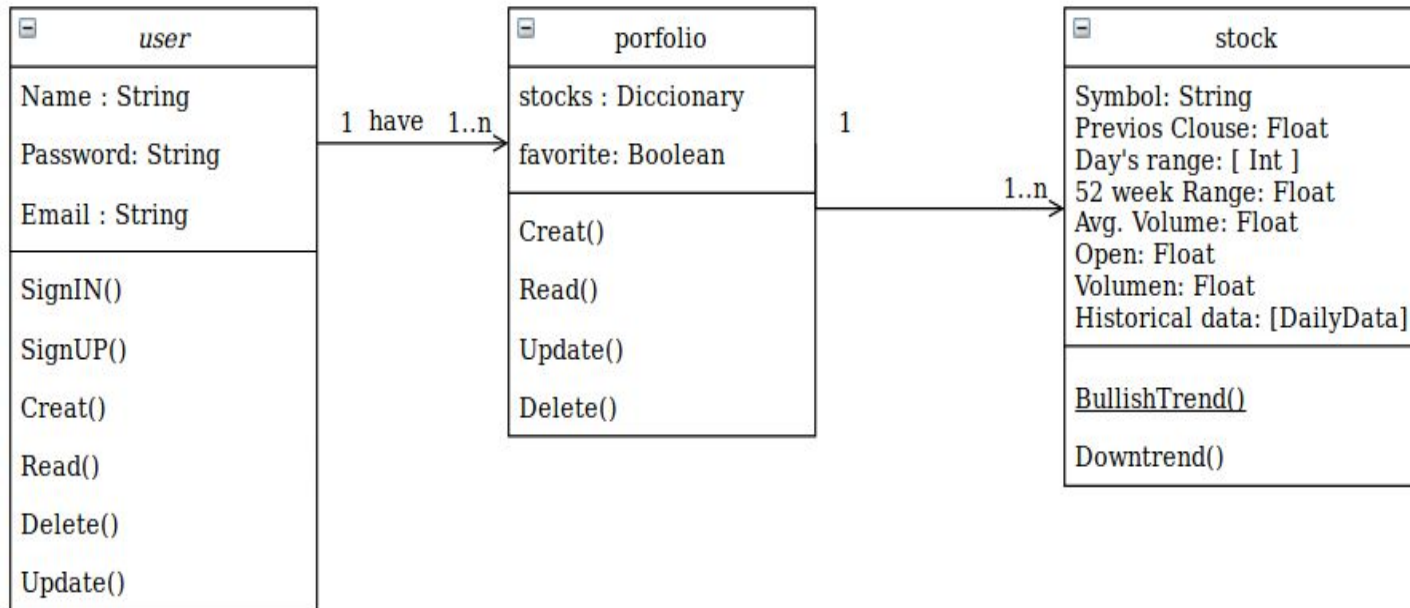 user
Name : String
Password: String
Email : String
SignIN()
SignUP()
Creat()
Read()
Delete()
Update()
1 have 1..n
porfolio
stocks : Diccionary
favorite: Boolean
Creat()
Read()
Update()
Delete()
1
1..n
stock
Symbol: String
Previos Clouse: Float
Day's range: [ Int ]
52 week Range: Float
Avg. Volume: Float
Open: Float
Volumen: Float
Historical data: [DailyData]
BullishTrend()
Downtrend()